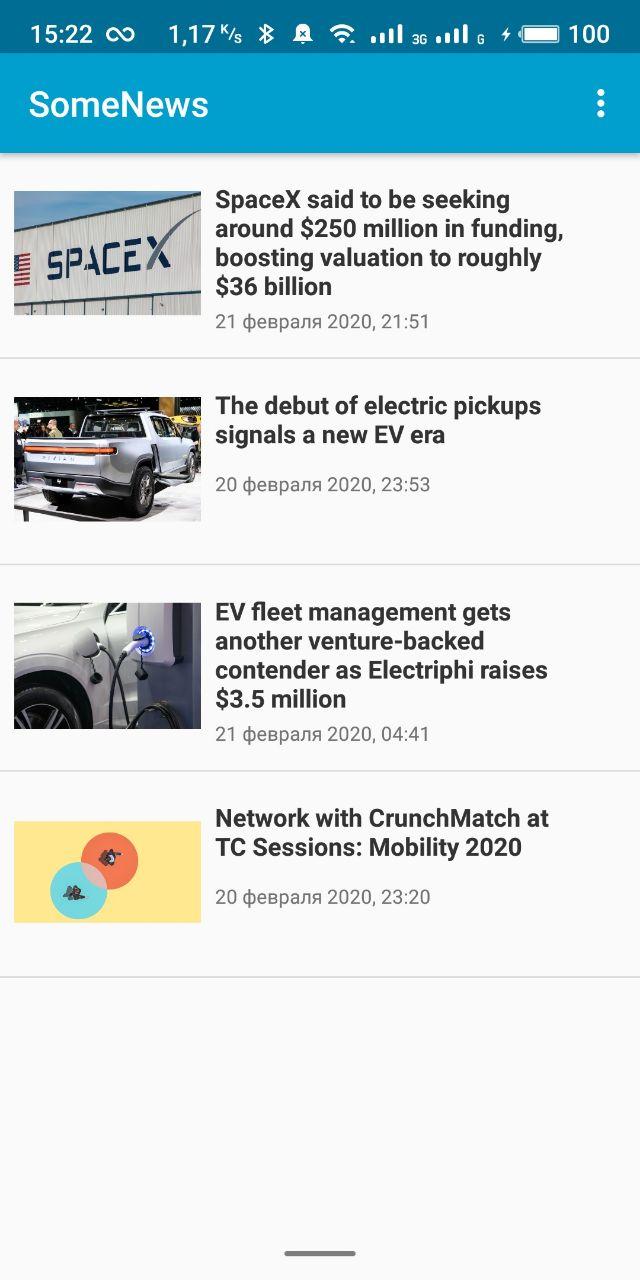 15:22 1,17 K/s 3G G 100
SomeNews
SPACEX
SpaceX said to be seeking
around $250 million in funding,
boosting valuation to roughly
$36 billion
21 февраля 2020, 21:51
RIVIAN
The debut of electric pickups
signals a new EV era
20 февраля 2020, 23:53
EV fleet management gets
another venture-backed
contender as Electriphi raises
$3.5 million
21 февраля 2020, 04:41
Network with CrunchMatch at
TC Sessions: Mobility 2020
20 февраля 2020, 23:20